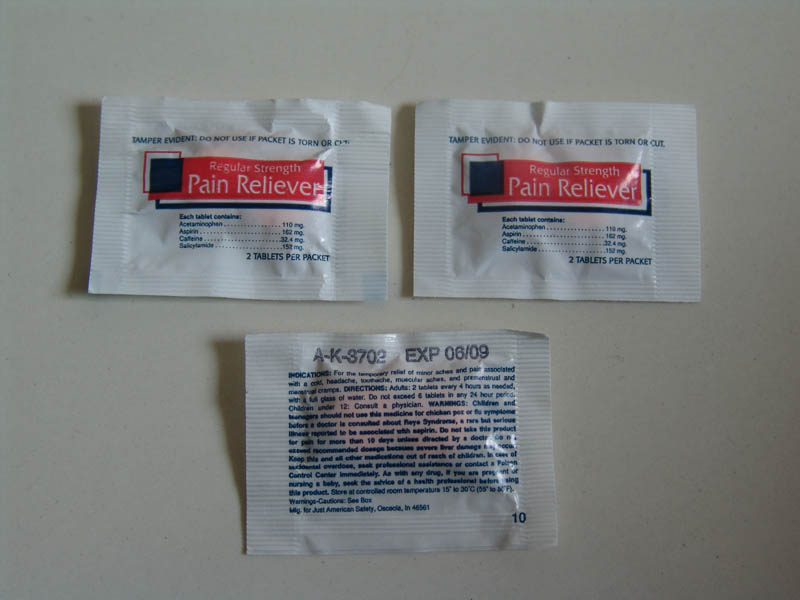 TAMPER EVIDENT: DO NOT USE IF PACKET IS TORN OR CUT.
Regular Strength
Pain Reliever
Each tablet contains:
Acetaminophen.....................110 mg.
Aspirin..............................162 mg.
Caffeine............................32.4 mg.
Salicylamide.......................152 mg.
2 TABLETS PER PACKET
TAMPER EVIDENT: DO NOT USE IF PACKET IS TORN OR CUT.
Regular Strength
Pain Reliever
Each tablet contains:
Acetaminophen.....................110 mg.
Aspirin..............................162 mg.
Caffeine............................32.4 mg.
Salicylamide.......................152 mg.
2 TABLETS PER PACKET
A-K-8702 EXP 06/09
INDICATIONS: For the temporary relief of minor aches and pain associated
with a cold, headache, toothache, muscular aches, and premenstrual and
menstrual cramps. DIRECTIONS: Adults: 2 tablets every 4 hours as needed,
with a full glass of water. Do not exceed 8 tablets in any 24 hour period.
Children under 12: Consult a physician. WARNINGS: Children and
teenagers should not use this medicine for chicken pox or flu symptoms
before a doctor is consulted about Reye Syndrome, a rare but serious
illness reported to be associated with aspirin. Do not take this product
for pain for more than 10 days unless directed by a doctor. Do not
exceed recommended dosage because severe liver damage may occur.
Keep this and all other medications out of reach of children. In case of
accidental overdose, seek professional assistance or contact a Poison
Control Center immediately. As with any drug, if you are pregnant or
nursing a baby, seek the advice of a health professional before using
this product. Store at controlled room temperature 15° to 30°C (59° to 86°F).
Warnings-Cautions: See Box
Mfg. for Just American Safety, Osceola, In 46561
10